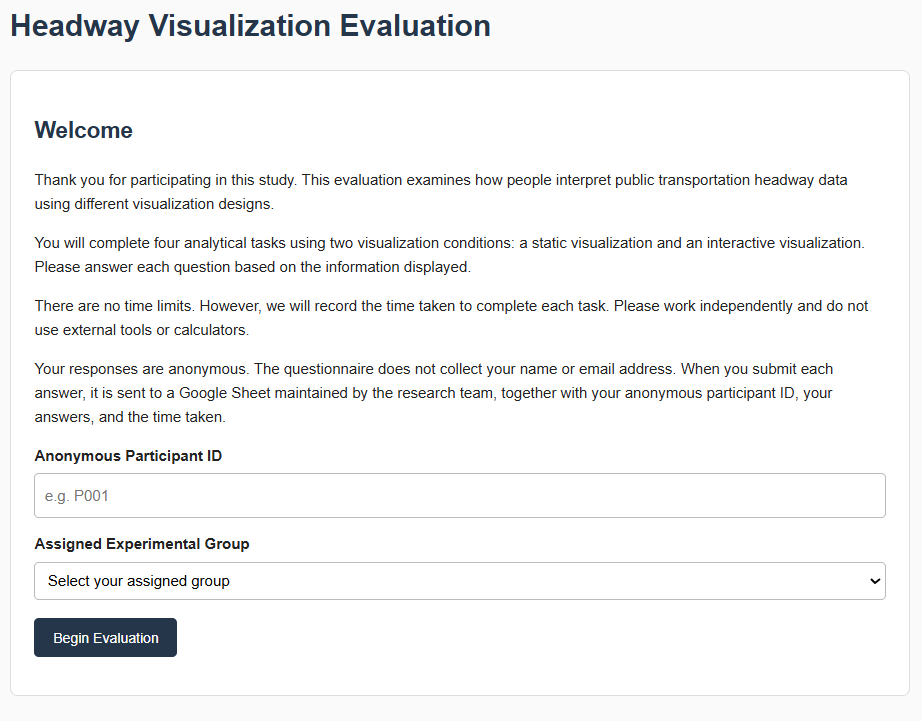 Headway Visualization Evaluation
Welcome
Thank you for participating in this study. This evaluation examines how people interpret public transportation headway data
using different visualization designs.
You will complete four analytical tasks using two visualization conditions: a static visualization and an interactive visualization.
Please answer each question based on the information displayed.
There are no time limits. However, we will record the time taken to complete each task. Please work independently and do not
use external tools or calculators.
Your responses are anonymous. The questionnaire does not collect your name or email address. When you submit each
answer, it is sent to a Google Sheet maintained by the research team, together with your anonymous participant ID, your
answers, and the time taken.
Anonymous Participant ID
e.g. P001
Assigned Experimental Group
Select your assigned group
Begin Evaluation